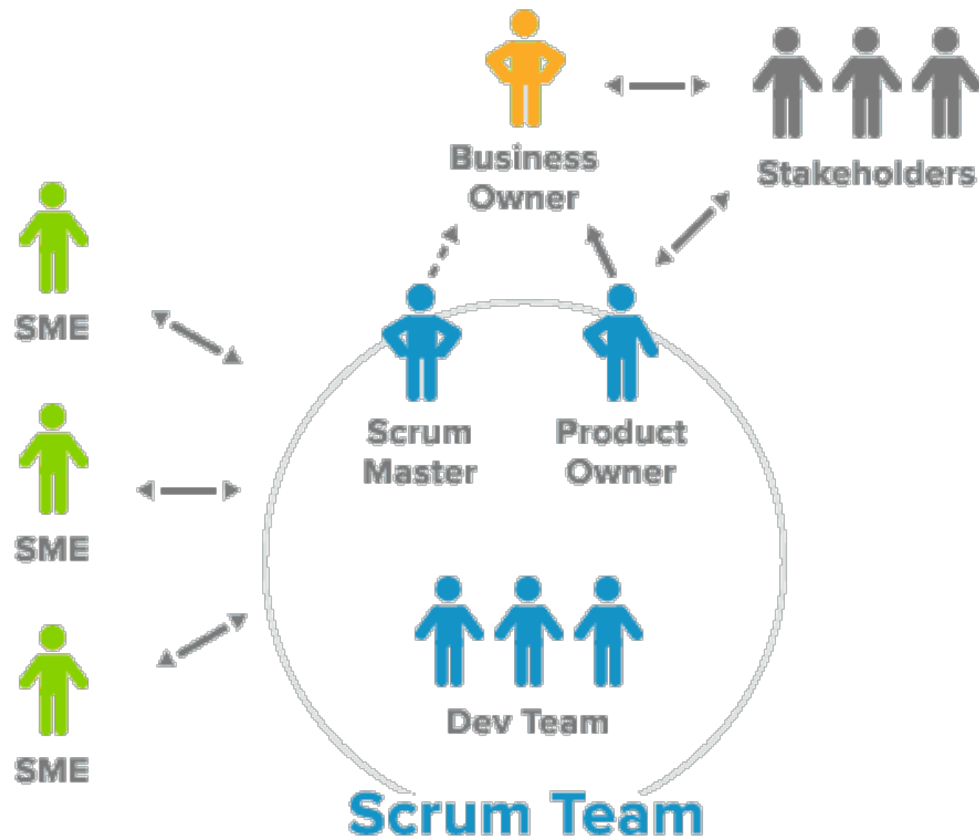 Business
Owner
Stakeholders
SME
Scrum
Master
Product
Owner
SME
Dev Team
SME
Scrum Team